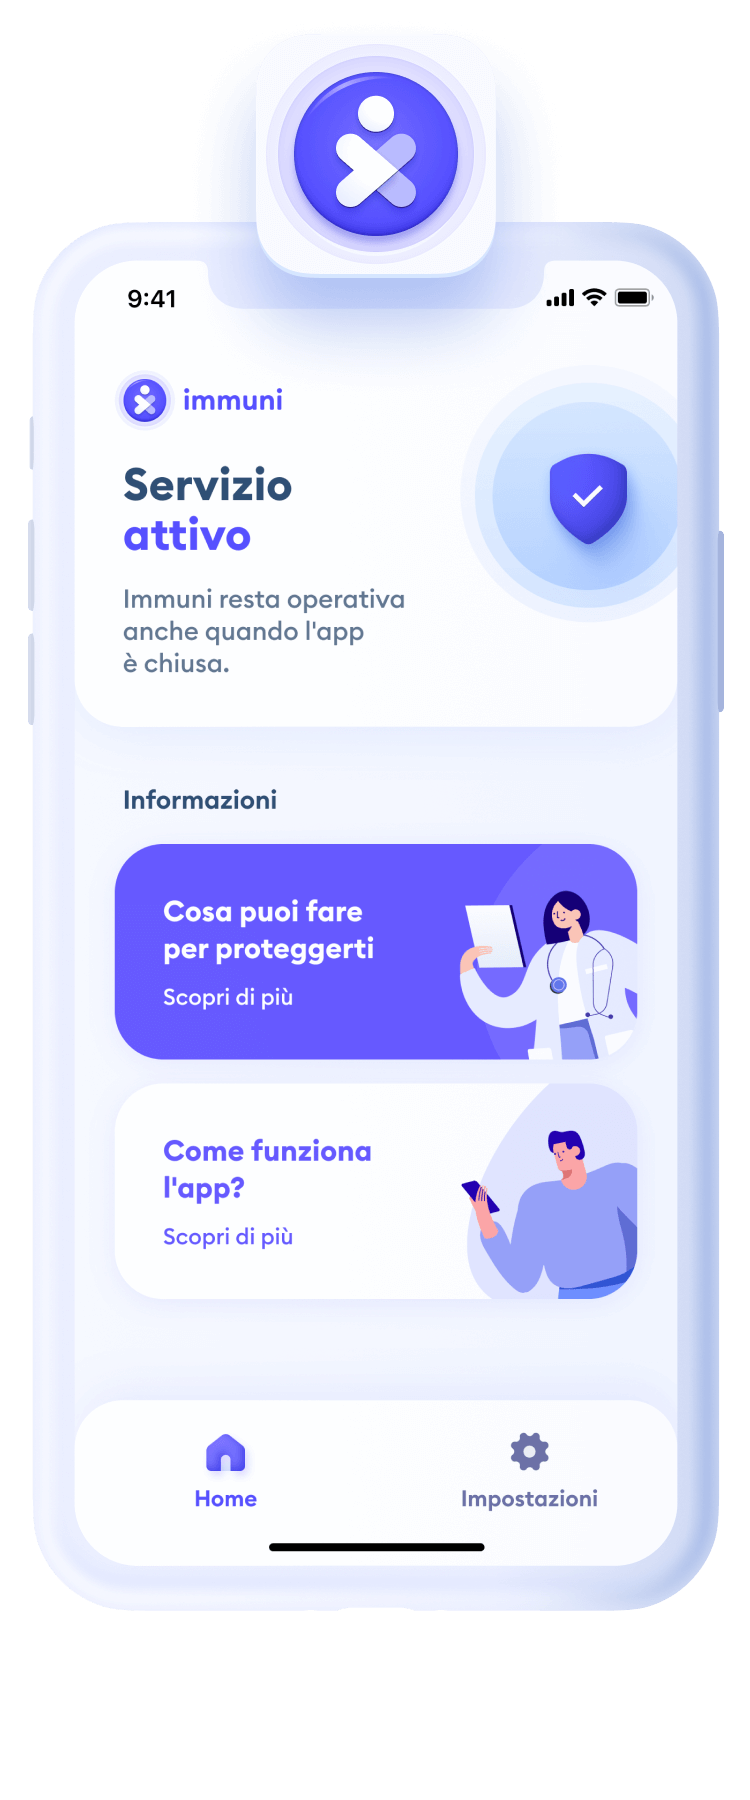 9:41
immuni
Servizio
attivo
Immuni resta operativa
anche quando l'app
è chiusa.
Informazioni
Cosa puoi fare
per proteggerti
Scopri di più
Come funziona
l'app?
Scopri di più
Home
Impostazioni